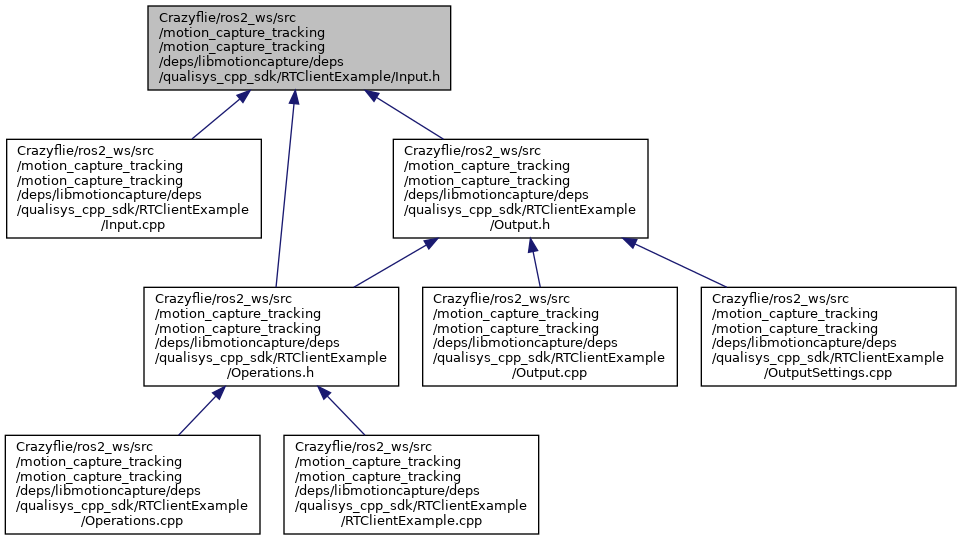 Crazyflie/ros2_ws/src
/motion_capture_tracking
/motion_capture_tracking
/deps/libmotioncapture/deps
/qualisys_cpp_sdk/RTClientExample/Input.h
Crazyflie/ros2_ws/src
/motion_capture_tracking
/motion_capture_tracking
/deps/libmotioncapture/deps
/qualisys_cpp_sdk/RTClientExample
/Input.cpp
Crazyflie/ros2_ws/src
/motion_capture_tracking
/motion_capture_tracking
/deps/libmotioncapture/deps
/qualisys_cpp_sdk/RTClientExample
/Output.h
Crazyflie/ros2_ws/src
/motion_capture_tracking
/motion_capture_tracking
/deps/libmotioncapture/deps
/qualisys_cpp_sdk/RTClientExample
/Operations.h
Crazyflie/ros2_ws/src
/motion_capture_tracking
/motion_capture_tracking
/deps/libmotioncapture/deps
/qualisys_cpp_sdk/RTClientExample
/Output.cpp
Crazyflie/ros2_ws/src
/motion_capture_tracking
/motion_capture_tracking
/deps/libmotioncapture/deps
/qualisys_cpp_sdk/RTClientExample
/OutputSettings.cpp
Crazyflie/ros2_ws/src
/motion_capture_tracking
/motion_capture_tracking
/deps/libmotioncapture/deps
/qualisys_cpp_sdk/RTClientExample
/Operations.cpp
Crazyflie/ros2_ws/src
/motion_capture_tracking
/motion_capture_tracking
/deps/libmotioncapture/deps
/qualisys_cpp_sdk/RTClientExample
/RTClientExample.cpp